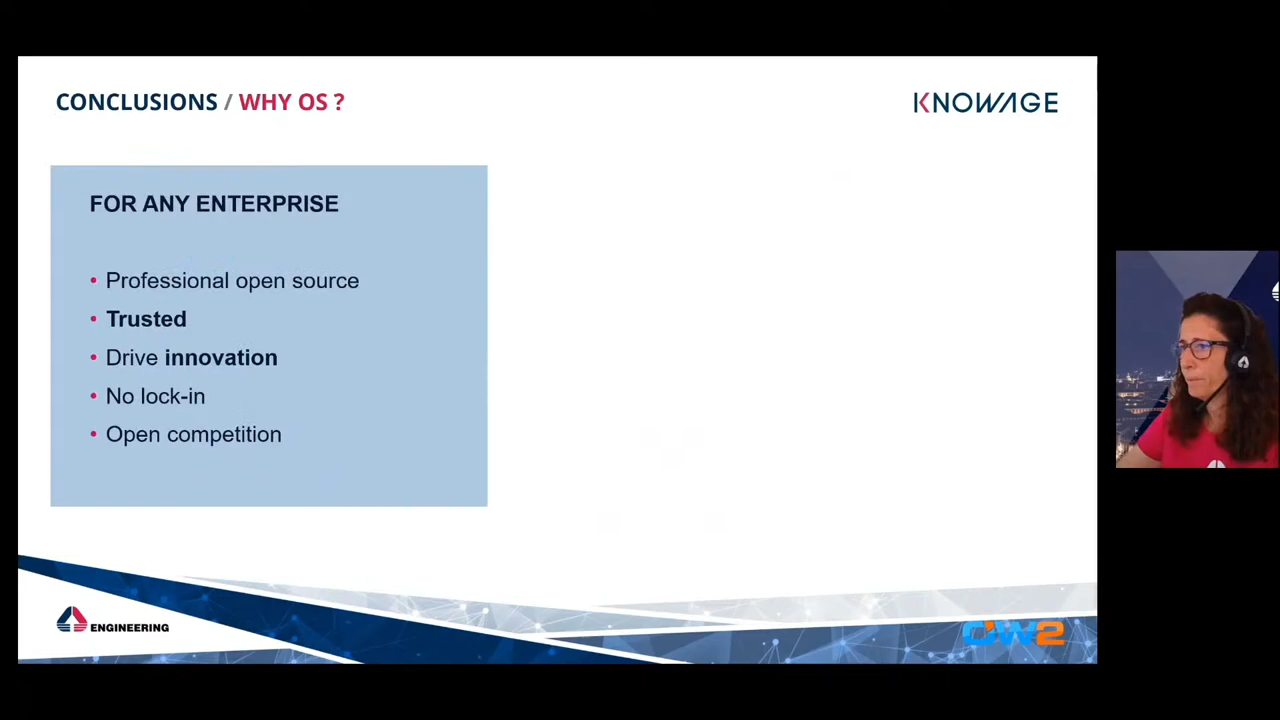 CONCLUSIONS / WHY OS ?
KNOWAGE
FOR ANY ENTERPRISE
• Professional open source
• Trusted
• Drive innovation
• No lock-in
• Open competition
ENGINEERING
OW2